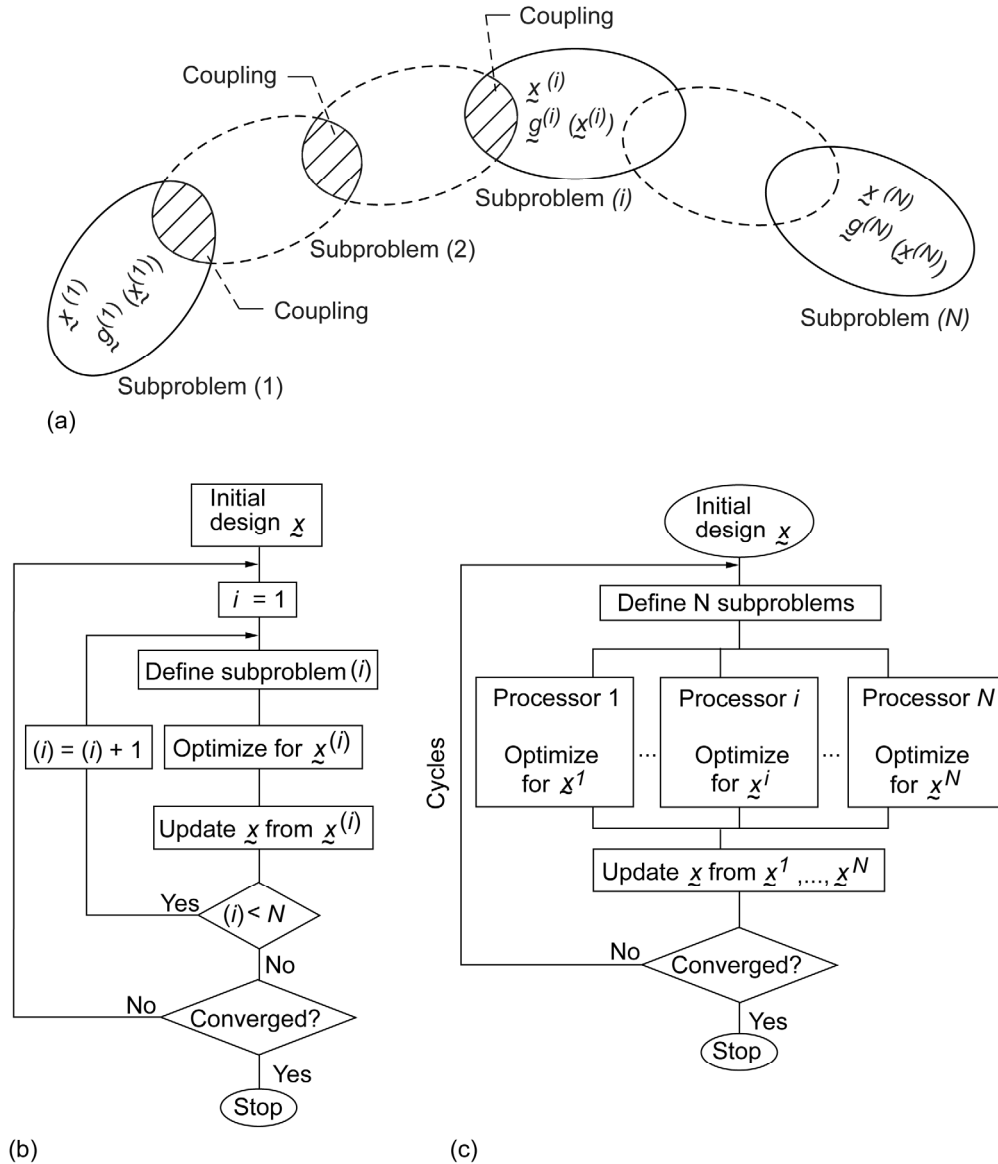 Coupling
Coupling
x (i)
g(i) (x(i))
Subproblem (i)
Subproblem (2)
x (N)
g(N) (x(N))
Subproblem (N)
x (1)
g(1) (x(1))
Coupling
Subproblem (1)
(a)
Initial
design x
i = 1
Define subproblem (i)
(i) = (i) + 1
Optimize for x(i)
Update x from x(i)
Yes
(i) < N
No
No
Converged?
Yes
Stop
(b)
Initial
design x
Define N subproblems
Cycles
Processor 1
Optimize
for x1
...
Processor i
Optimize
for xi
...
Processor N
Optimize
for xN
Update x from x1 ,..., xN
No
Converged?
Yes
Stop
(c)